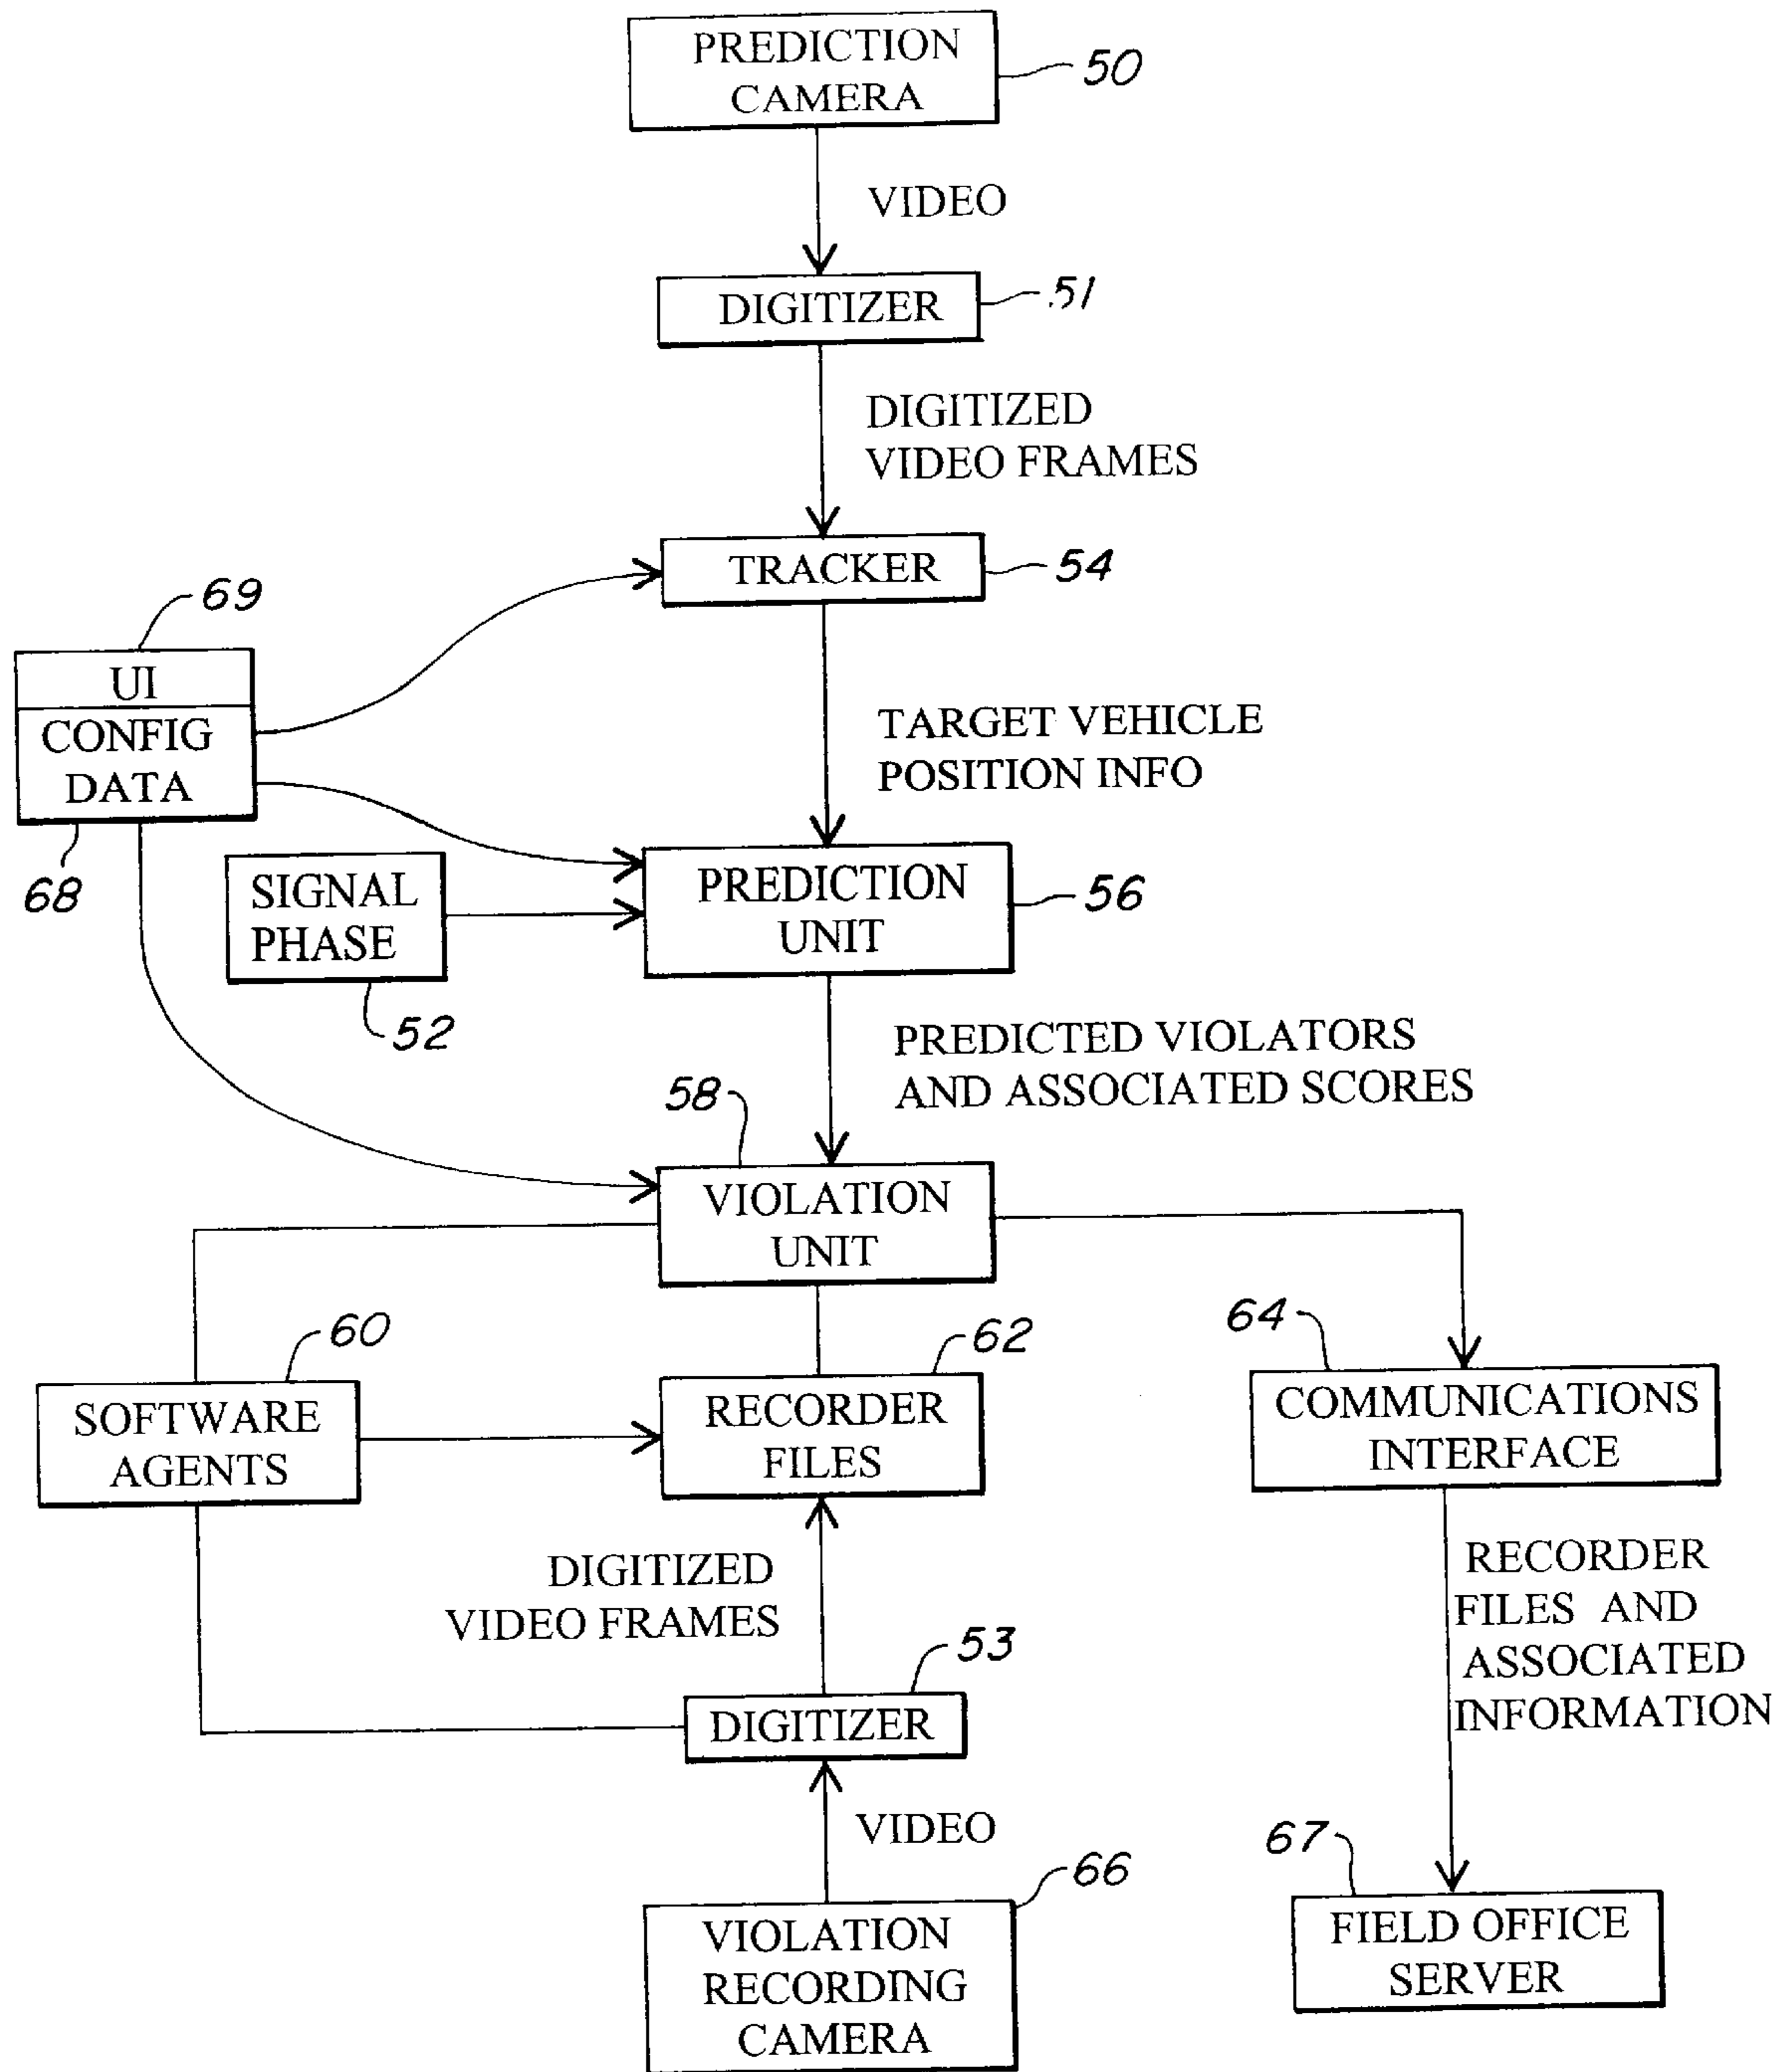 PREDICTION
CAMERA
50
VIDEO
DIGITIZER
51
DIGITIZED
VIDEO FRAMES
TRACKER
54
69
UI
CONFIG
DATA
68
TARGET VEHICLE
POSITION INFO
SIGNAL
PHASE
52
PREDICTION
UNIT
56
PREDICTED VIOLATORS
AND ASSOCIATED SCORES
58
VIOLATION
UNIT
60
SOFTWARE
AGENTS
62
RECORDER
FILES
64
COMMUNICATIONS
INTERFACE
DIGITIZED
VIDEO FRAMES
RECORDER
FILES AND
ASSOCIATED
INFORMATION
53
DIGITIZER
VIDEO
66
VIOLATION
RECORDING
CAMERA
67
FIELD OFFICE
SERVER